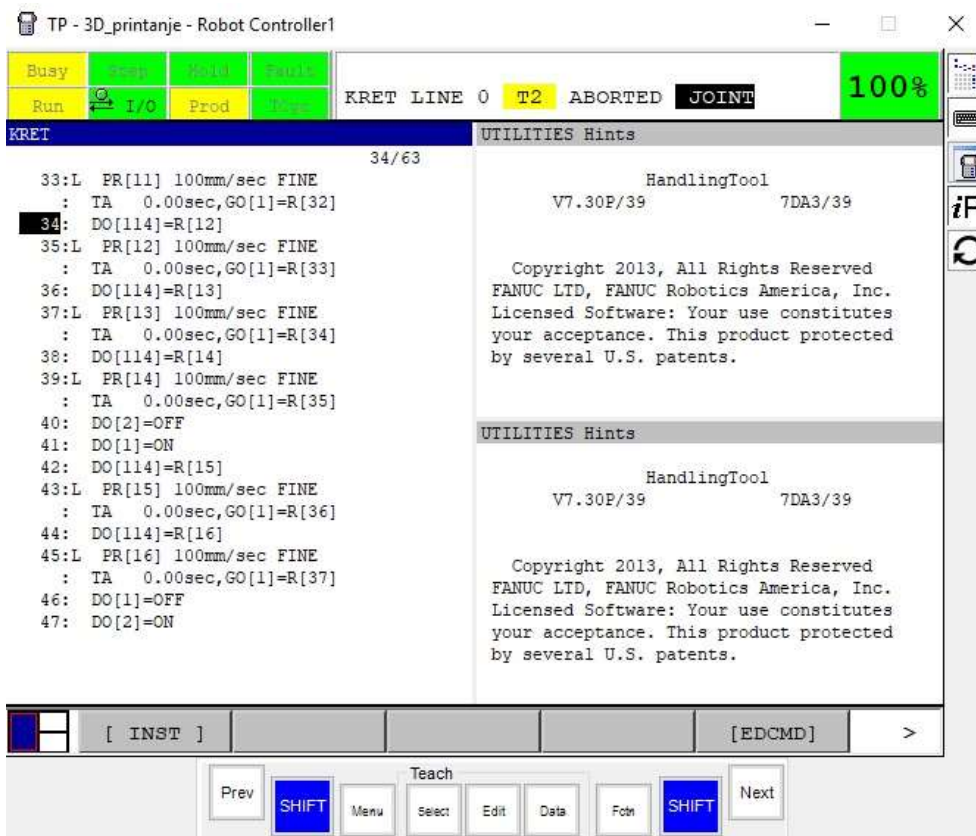 TP - 3D_printanje - Robot Controller1
Busy Step Hold Fault
Run I/O Prod TCyc
KRET LINE 0 T2 ABORTED JOINT
100%
KRET
34/63
33:L PR[11] 100mm/sec FINE
: TA 0.00sec,GO[1]=R[32]
34: DO[114]=R[12]
35:L PR[12] 100mm/sec FINE
: TA 0.00sec,GO[1]=R[33]
36: DO[114]=R[13]
37:L PR[13] 100mm/sec FINE
: TA 0.00sec,GO[1]=R[34]
38: DO[114]=R[14]
39:L PR[14] 100mm/sec FINE
: TA 0.00sec,GO[1]=R[35]
40: DO[2]=OFF
41: DO[1]=ON
42: DO[114]=R[15]
43:L PR[15] 100mm/sec FINE
: TA 0.00sec,GO[1]=R[36]
44: DO[114]=R[16]
45:L PR[16] 100mm/sec FINE
: TA 0.00sec,GO[1]=R[37]
46: DO[1]=OFF
47: DO[2]=ON
UTILITIES Hints
HandlingTool
V7.30P/39 7DA3/39
Copyright 2013, All Rights Reserved
FANUC LTD, FANUC Robotics America, Inc.
Licensed Software: Your use constitutes
your acceptance. This product protected
by several U.S. patents.
UTILITIES Hints
HandlingTool
V7.30P/39 7DA3/39
Copyright 2013, All Rights Reserved
FANUC LTD, FANUC Robotics America, Inc.
Licensed Software: Your use constitutes
your acceptance. This product protected
by several U.S. patents.
[ INST ] [EDCMD] >
Teach
Prev SHIFT Menu Select Edit Data Fctn SHIFT Next